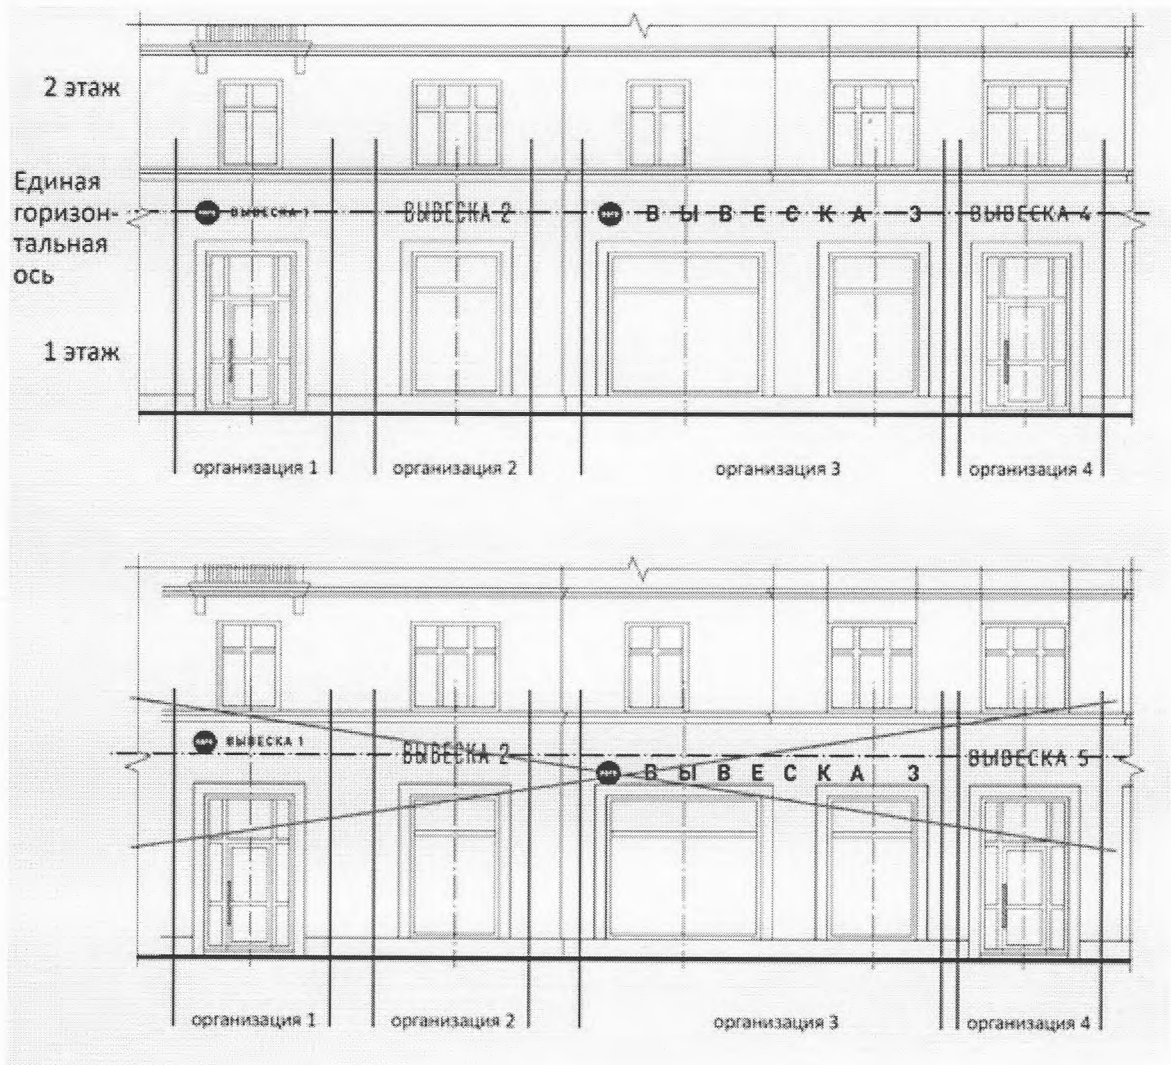 2 этаж
Единая
горизон-
тальная
ось
ВЫВЕСКА 1
ВЫВЕСКА 2
ВЫВЕСКА 3
ВЫВЕСКА 4
1 этаж
организация 1
организация 2
организация 3
организация 4
ВЫВЕСКА 1
ВЫВЕСКА 2
ВЫВЕСКА 3
ВЫВЕСКА 5
организация 1
организация 2
организация 3
организация 4